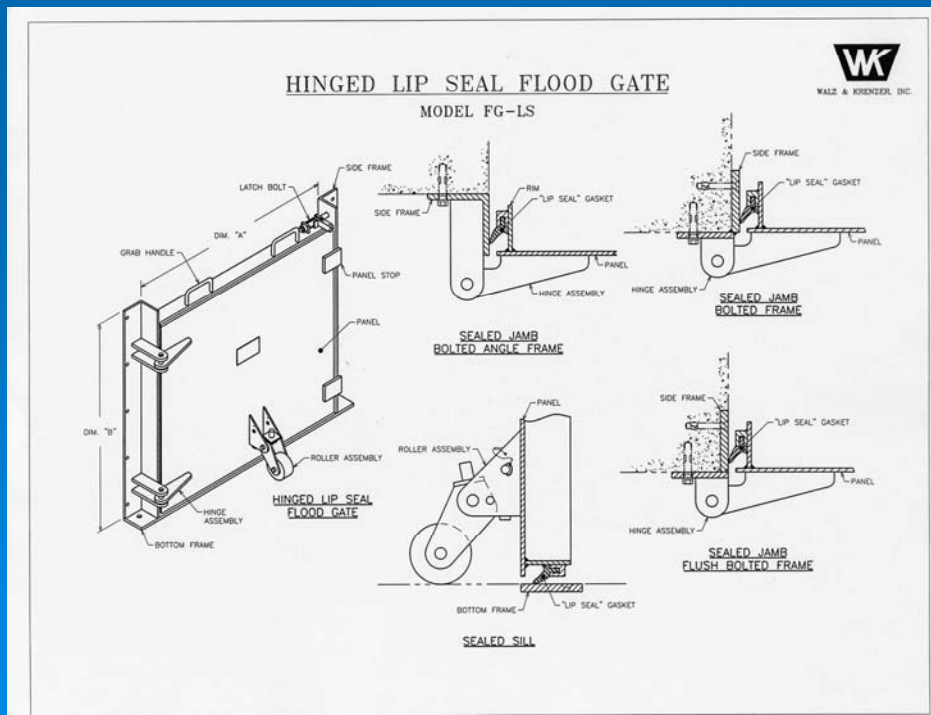 WK
WALZ & KRENZER, INC.
HINGED LIP SEAL FLOOD GATE
MODEL FG-LS
SIDE FRAME
LATCH BOLT
DIM. "A"
GRAB HANDLE
PANEL STOP
PANEL
DIM. "B"
ROLLER ASSEMBLY
HINGE
ASSEMBLY
BOTTOM FRAME
HINGED LIP SEAL
FLOOD GATE
SIDE FRAME
RIM
"LIP SEAL" GASKET
PANEL
HINGE ASSEMBLY
SEALED JAMB
BOLTED ANGLE FRAME
SIDE FRAME
"LIP SEAL" GASKET
PANEL
HINGE ASSEMBLY
SEALED JAMB
BOLTED FRAME
PANEL
ROLLER ASSEMBLY
BOTTOM FRAME
"LIP SEAL" GASKET
SEALED SILL
SIDE FRAME
"LIP SEAL" GASKET
PANEL
HINGE ASSEMBLY
SEALED JAMB
FLUSH BOLTED FRAME